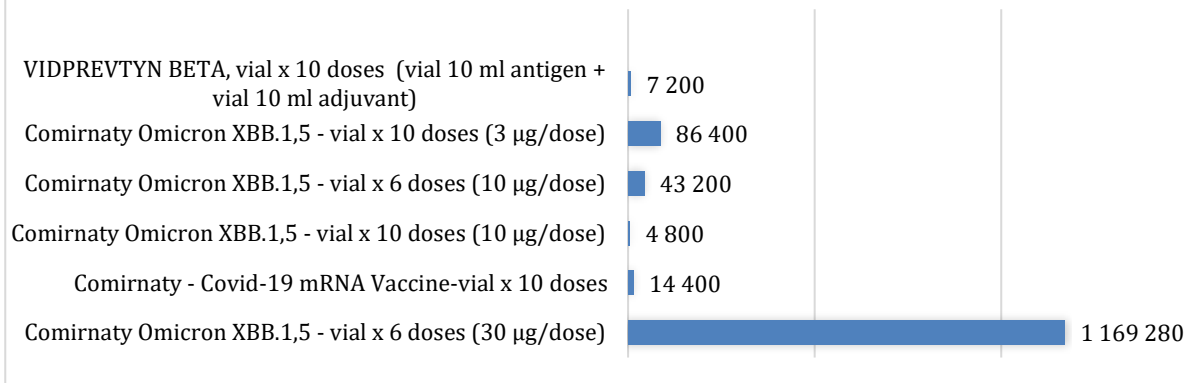 VIDPREVTYN BETA, vial x 10 doses (vial 10 ml antigen +
vial 10 ml adjuvant)
7 200
Comirnaty Omicron XBB.1,5 - vial x 10 doses (3 µg/dose)
86 400
Comirnaty Omicron XBB.1,5 - vial x 6 doses (10 µg/dose)
43 200
Comirnaty Omicron XBB.1,5 - vial x 10 doses (10 µg/dose)
4 800
Comirnaty - Covid-19 mRNA Vaccine-vial x 10 doses
14 400
Comirnaty Omicron XBB.1,5 - vial x 6 doses (30 µg/dose)
1 169 280